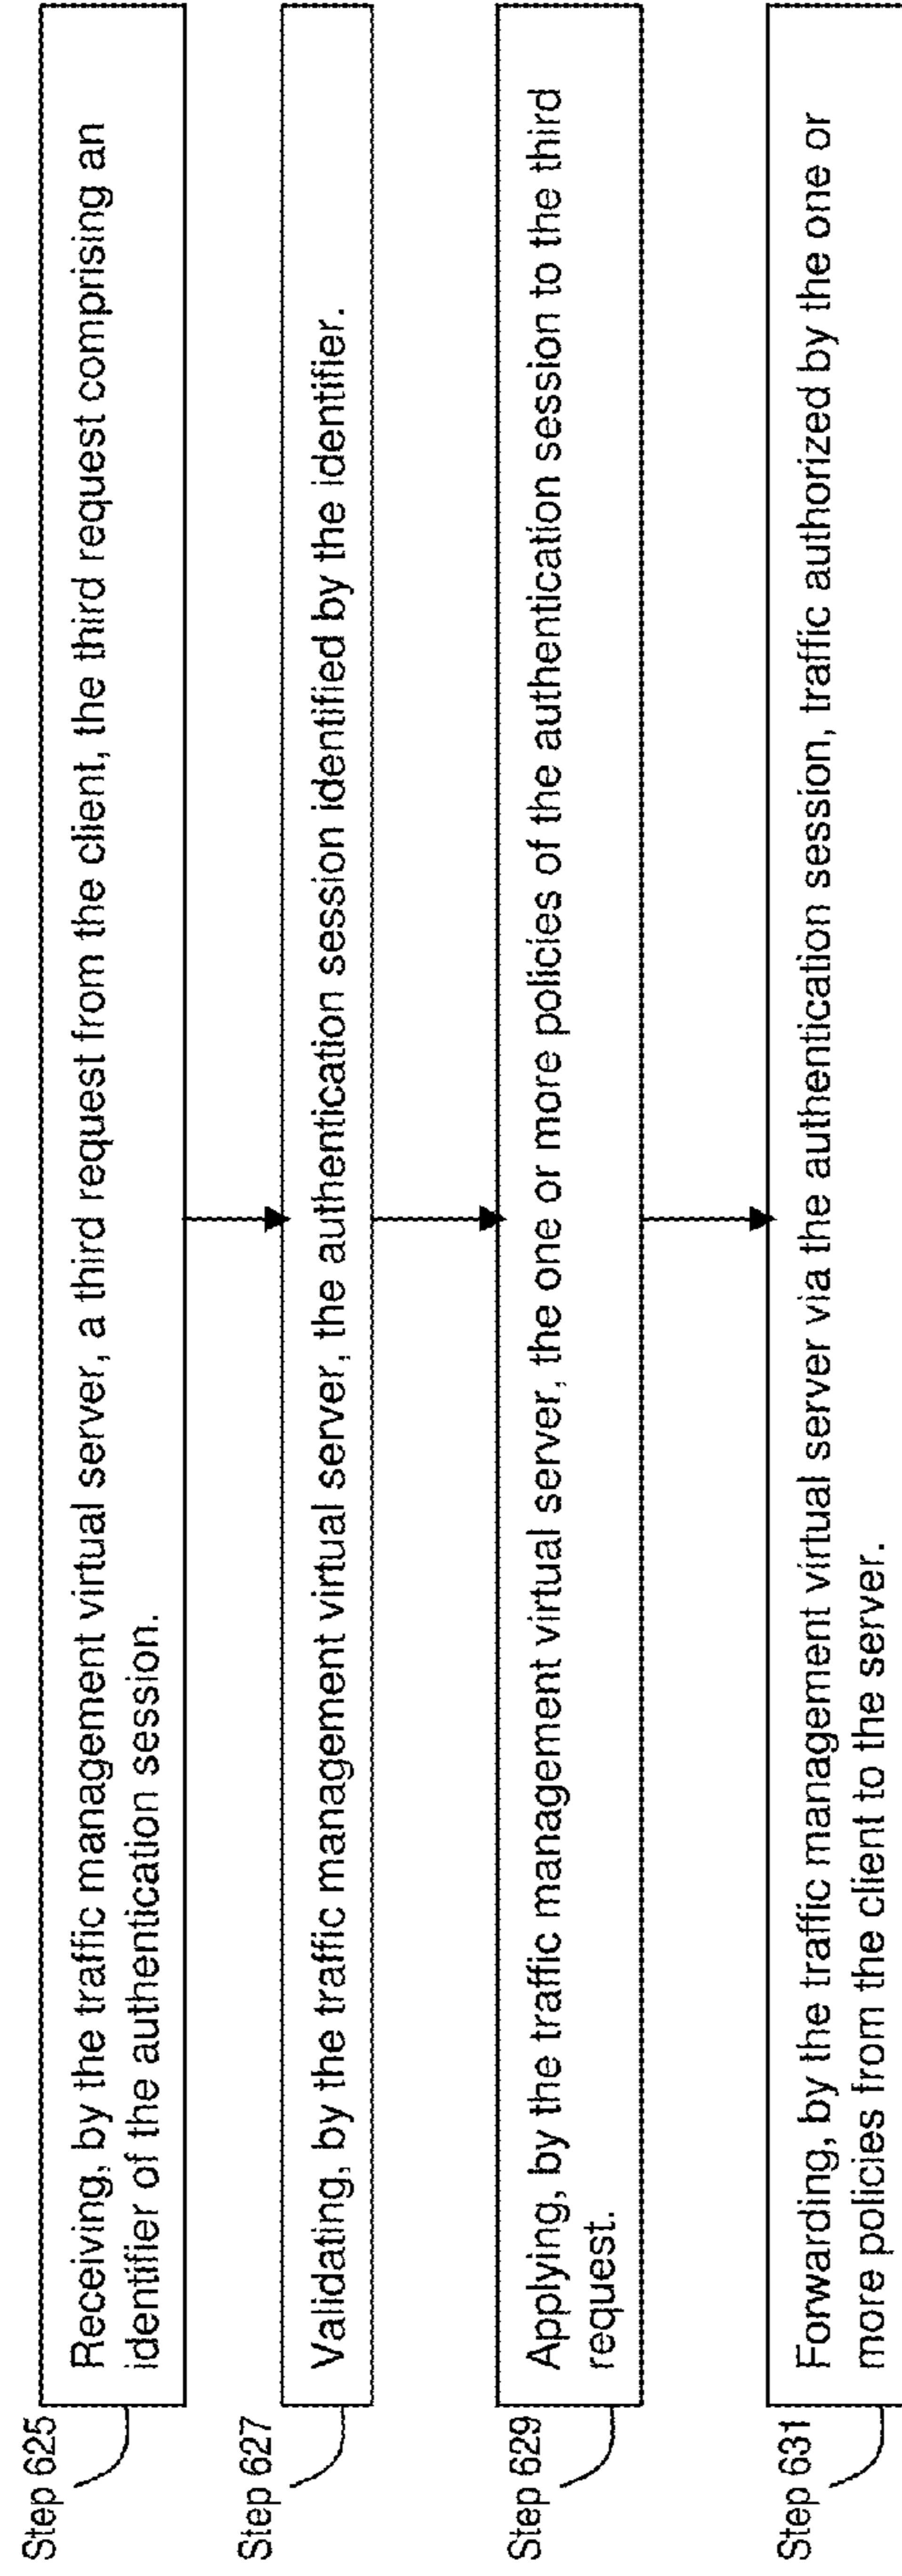 Step 625
Receiving, by the traffic management virtual server, a third request from the client, the third request comprising an
identifier of the authentication session.
Step 627
Validating, by the traffic management virtual server, the authentication session identified by the identifier.
Step 629
Applying, by the traffic management virtual server, the one or more policies of the authentication session to the third
request.
Step 631
Forwarding, by the traffic management virtual server via the authentication session, traffic authorized by the one or
more policies from the client to the server.